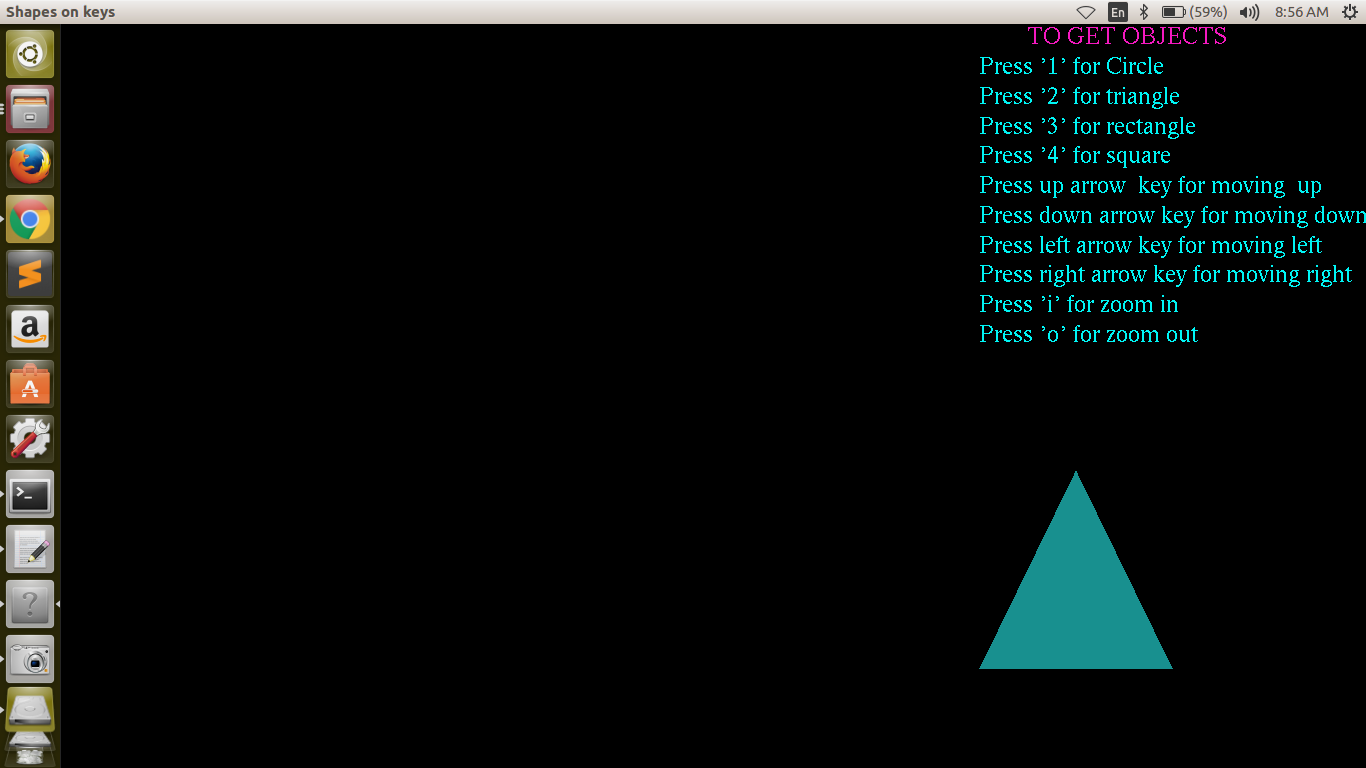 Shapes on keys
En
(59%)
8:56 AM
TO GET OBJECTS
Press ’1’ for Circle
Press ’2’ for triangle
Press ’3’ for rectangle
Press ’4’ for square
Press up arrow  key for moving  up
Press down arrow key for moving down
Press left arrow key for moving left
Press right arrow key for moving right
Press ’i’ for zoom in
Press ’o’ for zoom out
a
A
>_
?